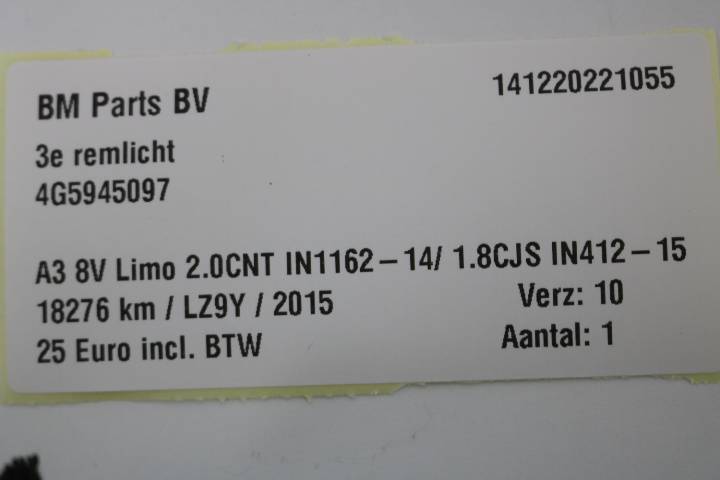 BM Parts BV 141220221055
3e remlicht
4G5945097
A3 8V Limo 2.0CNT IN1162-14/ 1.8CJS IN412-15
18276 km / LZ9Y / 2015 Verz: 10
25 Euro incl. BTW Aantal: 1